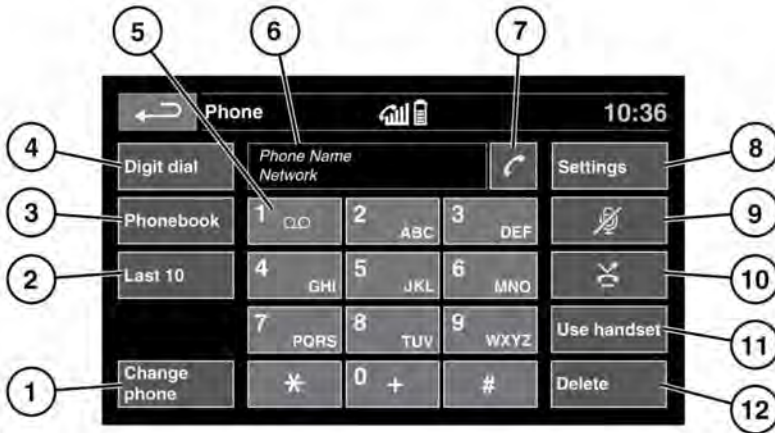 5
6
7
Phone
10:36
4
Digit dial
Phone Name
Network
Settings
8
3
Phonebook
1
2 ABC
3 DEF
9
2
Last 10
4 GHI
5 JKL
6 MNO
10
7 PQRS
8 TUV
9 WXYZ
Use handset
11
1
Change
phone
*
0 +
#
Delete
12